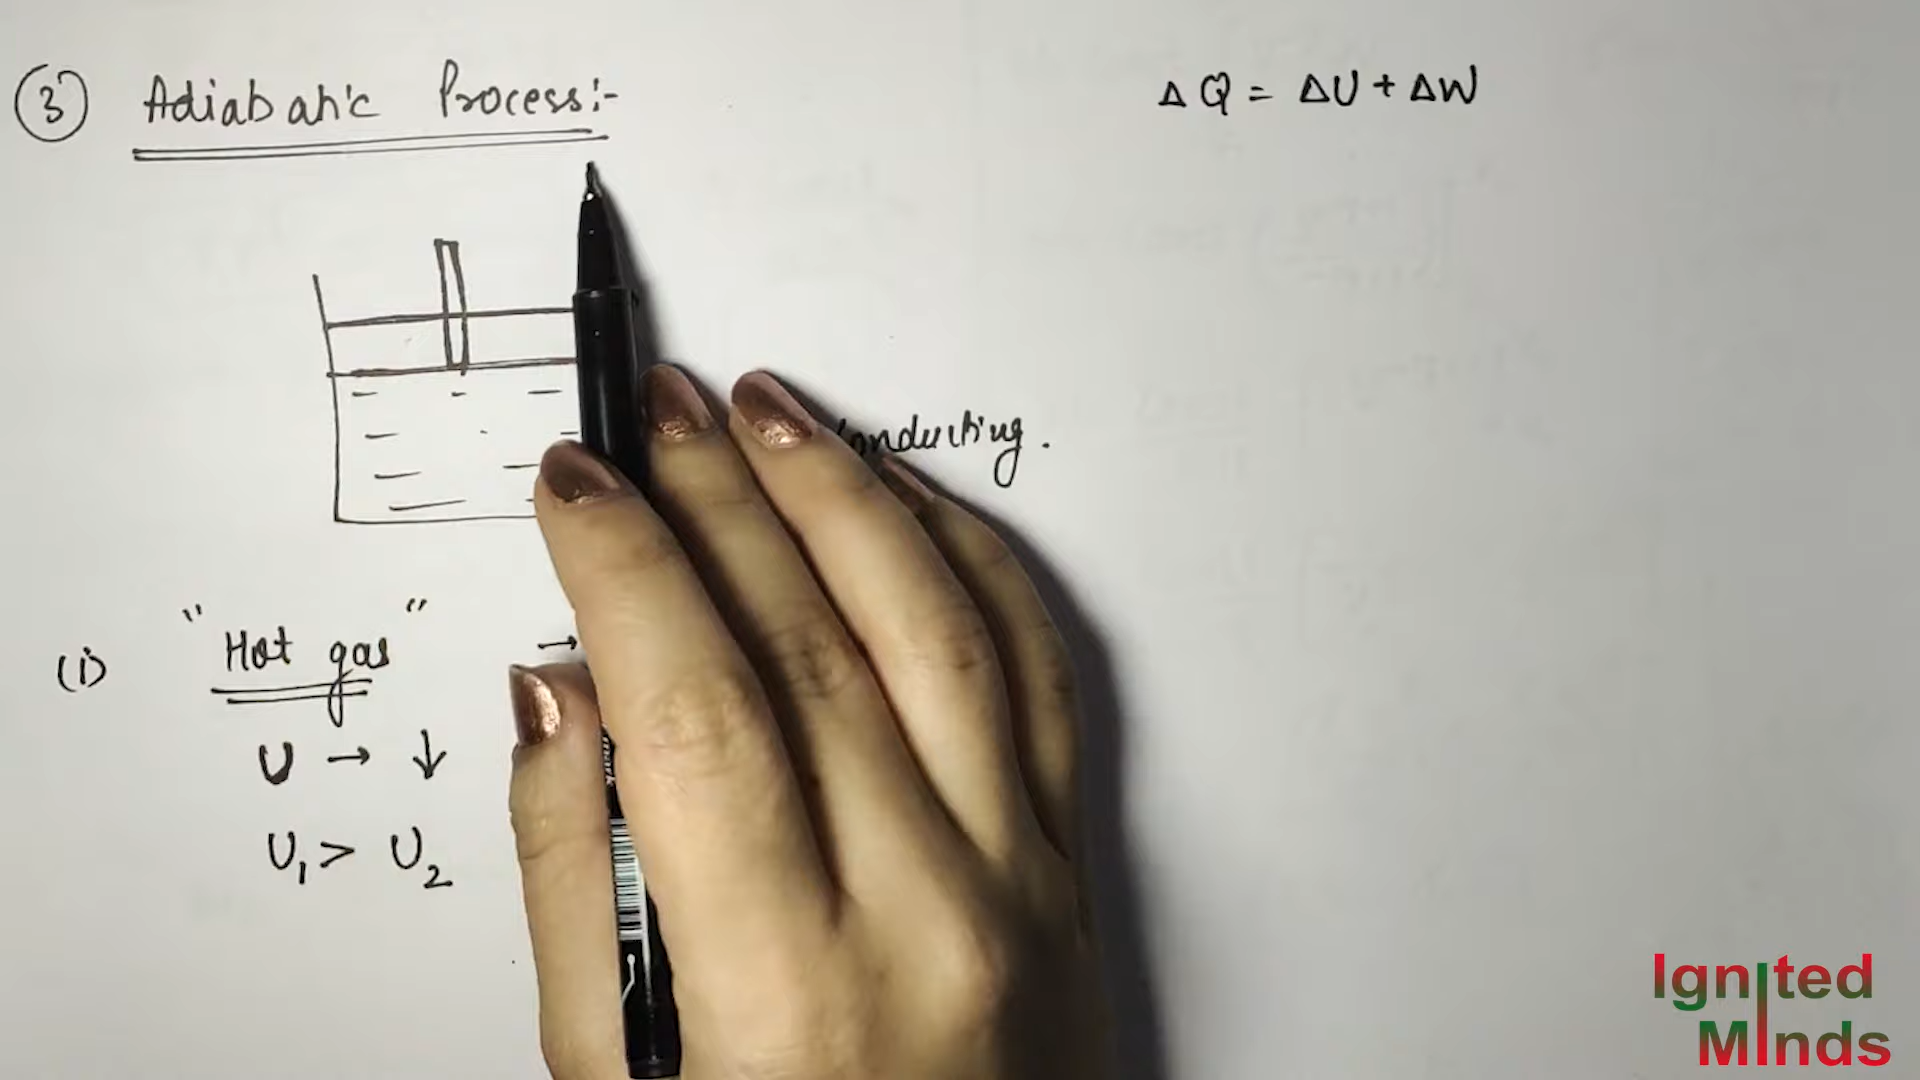 ③ Adiabatic Process:-
ΔQ = ΔU + ΔW
conducting.
(i) "Hot gas" →
U → ↓
U₁ > U₂
Ignited
Minds